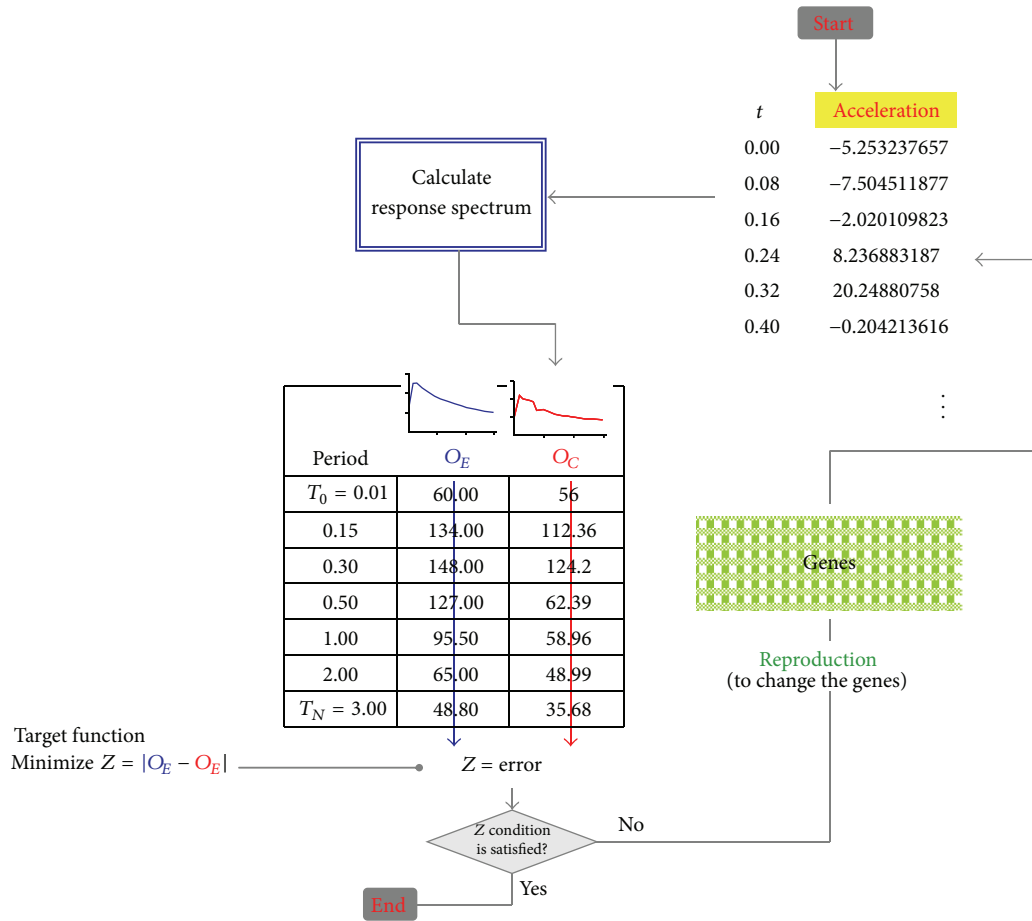 Start
t Acceleration
0.00 −5.253237657
0.08 −7.504511877
0.16 −2.020109823
0.24 8.236883187
0.32 20.24880758
0.40 −0.204213616
⋮
Calculate
response spectrum
Period O_E O_C
T_0 = 0.01 60.00 56
0.15 134.00 112.36
0.30 148.00 124.2
0.50 127.00 62.39
1.00 95.50 58.96
2.00 65.00 48.99
T_N = 3.00 48.80 35.68
Genes
Reproduction
(to change the genes)
Target function
Minimize Z = |O_E − O_E|
Z = error
Z condition
is satisfied?
No
Yes
End